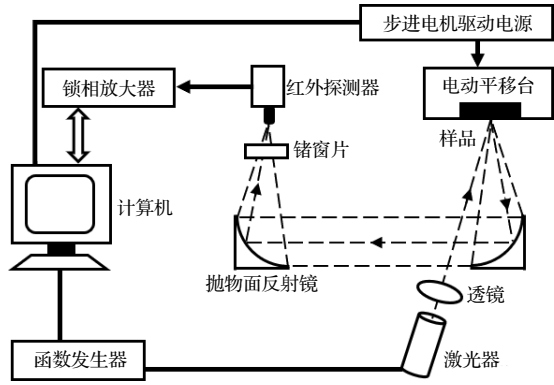 步进电机驱动电源
锁相放大器
红外探测器
电动平移台
样品
锗窗片
计算机
抛物面反射镜
透镜
激光器
函数发生器